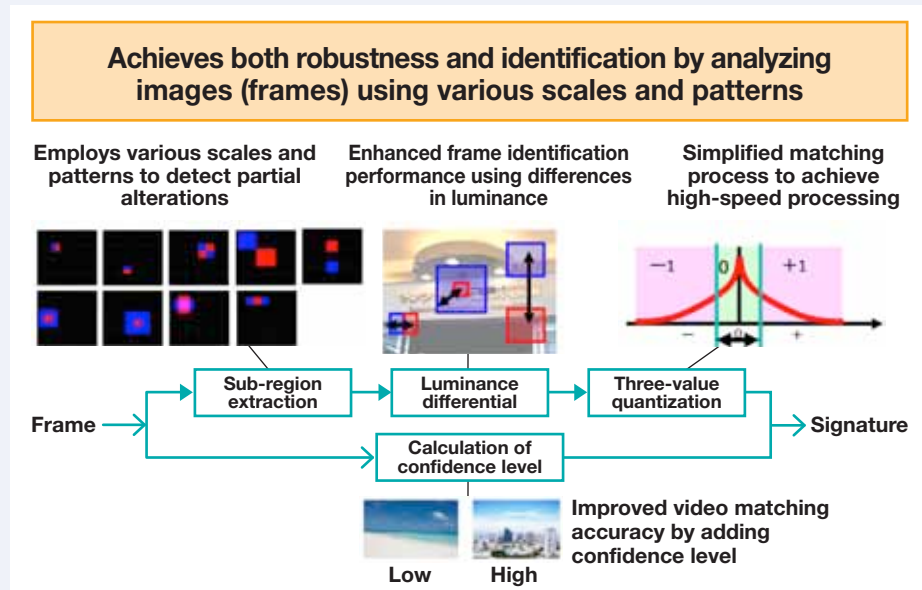 Achieves both robustness and identification by analyzing
images (frames) using various scales and patterns
Employs various scales and
patterns to detect partial
alterations
Enhanced frame identification
performance using differences
in luminance
Simplified matching
process to achieve
high-speed processing
−1
0
+1
−
0
+
Sub-region
extraction
Luminance
differential
Three-value
quantization
Frame
Signature
Calculation of
confidence level
Improved video matching
accuracy by adding
confidence level
Low
High